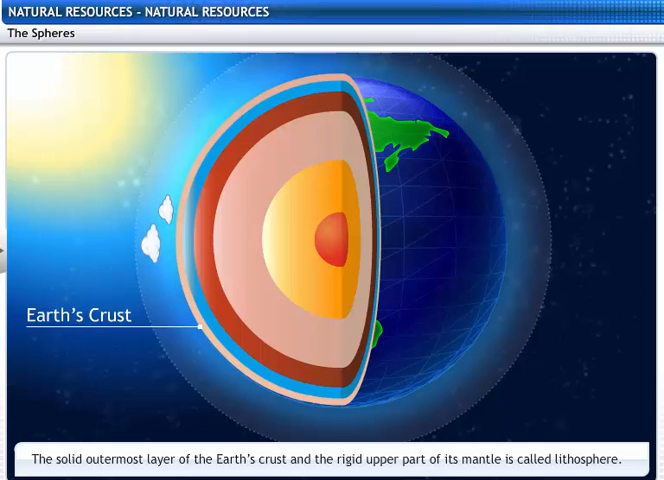 NATURAL RESOURCES - NATURAL RESOURCES
The Spheres
Earth's Crust
The solid outermost layer of the Earth's crust and the rigid upper part of its mantle is called lithosphere.